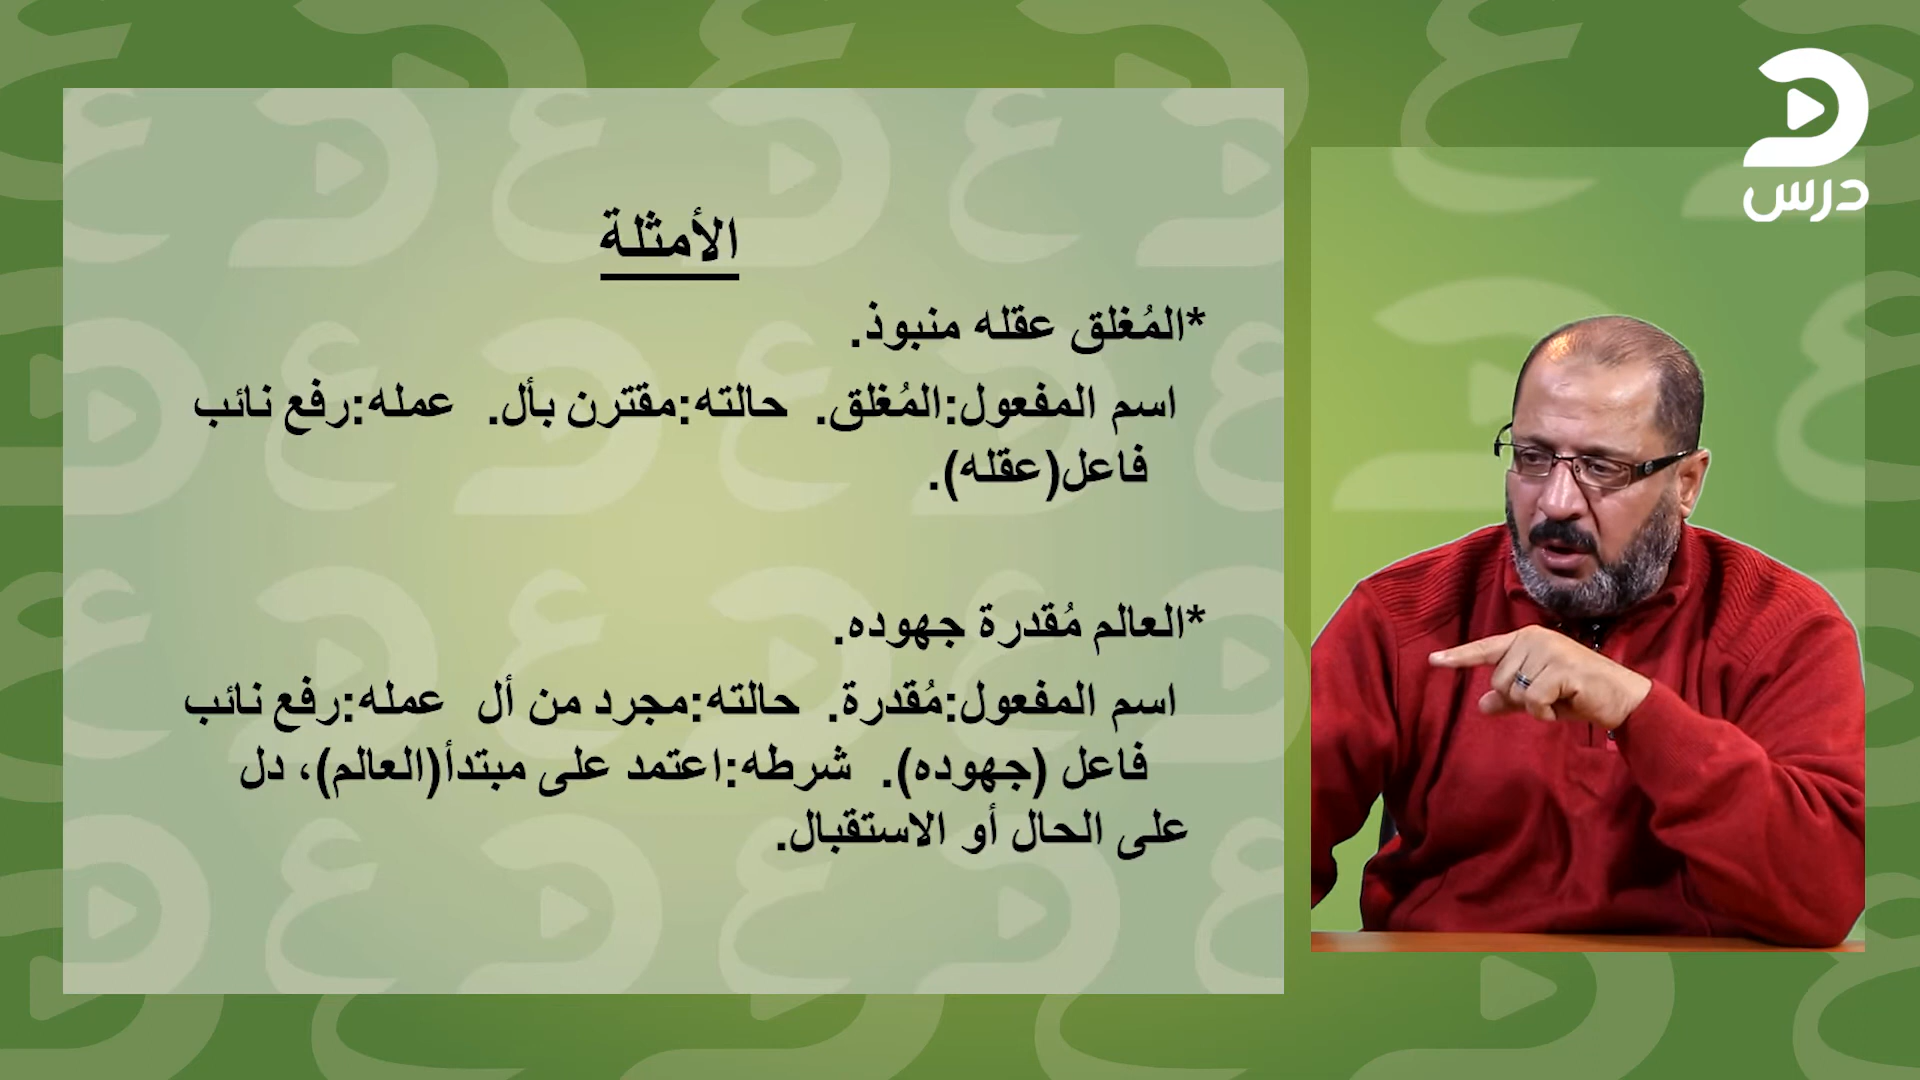 درس
الأمثلة
*المُغلق عقله منبوذ.
اسم المفعول:المُغلق. حالته:مقترن بأل. عمله:رفع نائب
فاعل(عقله).
*العالم مُقدرة جهوده.
اسم المفعول:مُقدرة. حالته:مجرد من أل عمله:رفع نائب
فاعل (جهوده). شرطه:اعتمد على مبتدأ(العالم)، دل
على الحال أو الاستقبال.